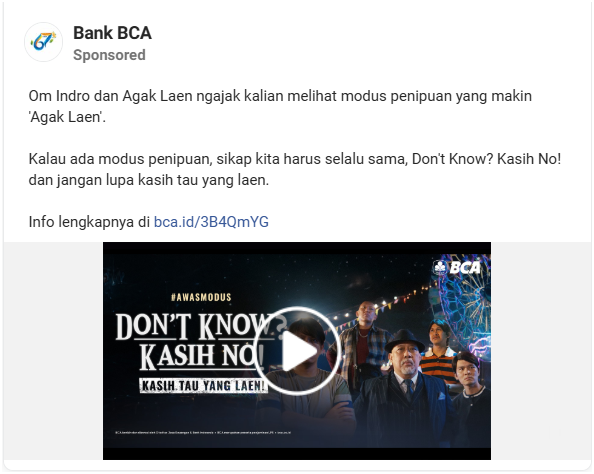 67
Bank BCA
Sponsored
Om Indro dan Agak Laen ngajak kalian melihat modus penipuan yang makin
'Agak Laen'.
Kalau ada modus penipuan, sikap kita harus selalu sama, Don't Know? Kasih No!
dan jangan lupa kasih tau yang laen.
Info lengkapnya di bca.id/3B4QmYG
BCA
#AWASMODUS
DON'T KNOW?
KASIH NO!
KASIH TAU YANG LAEN!